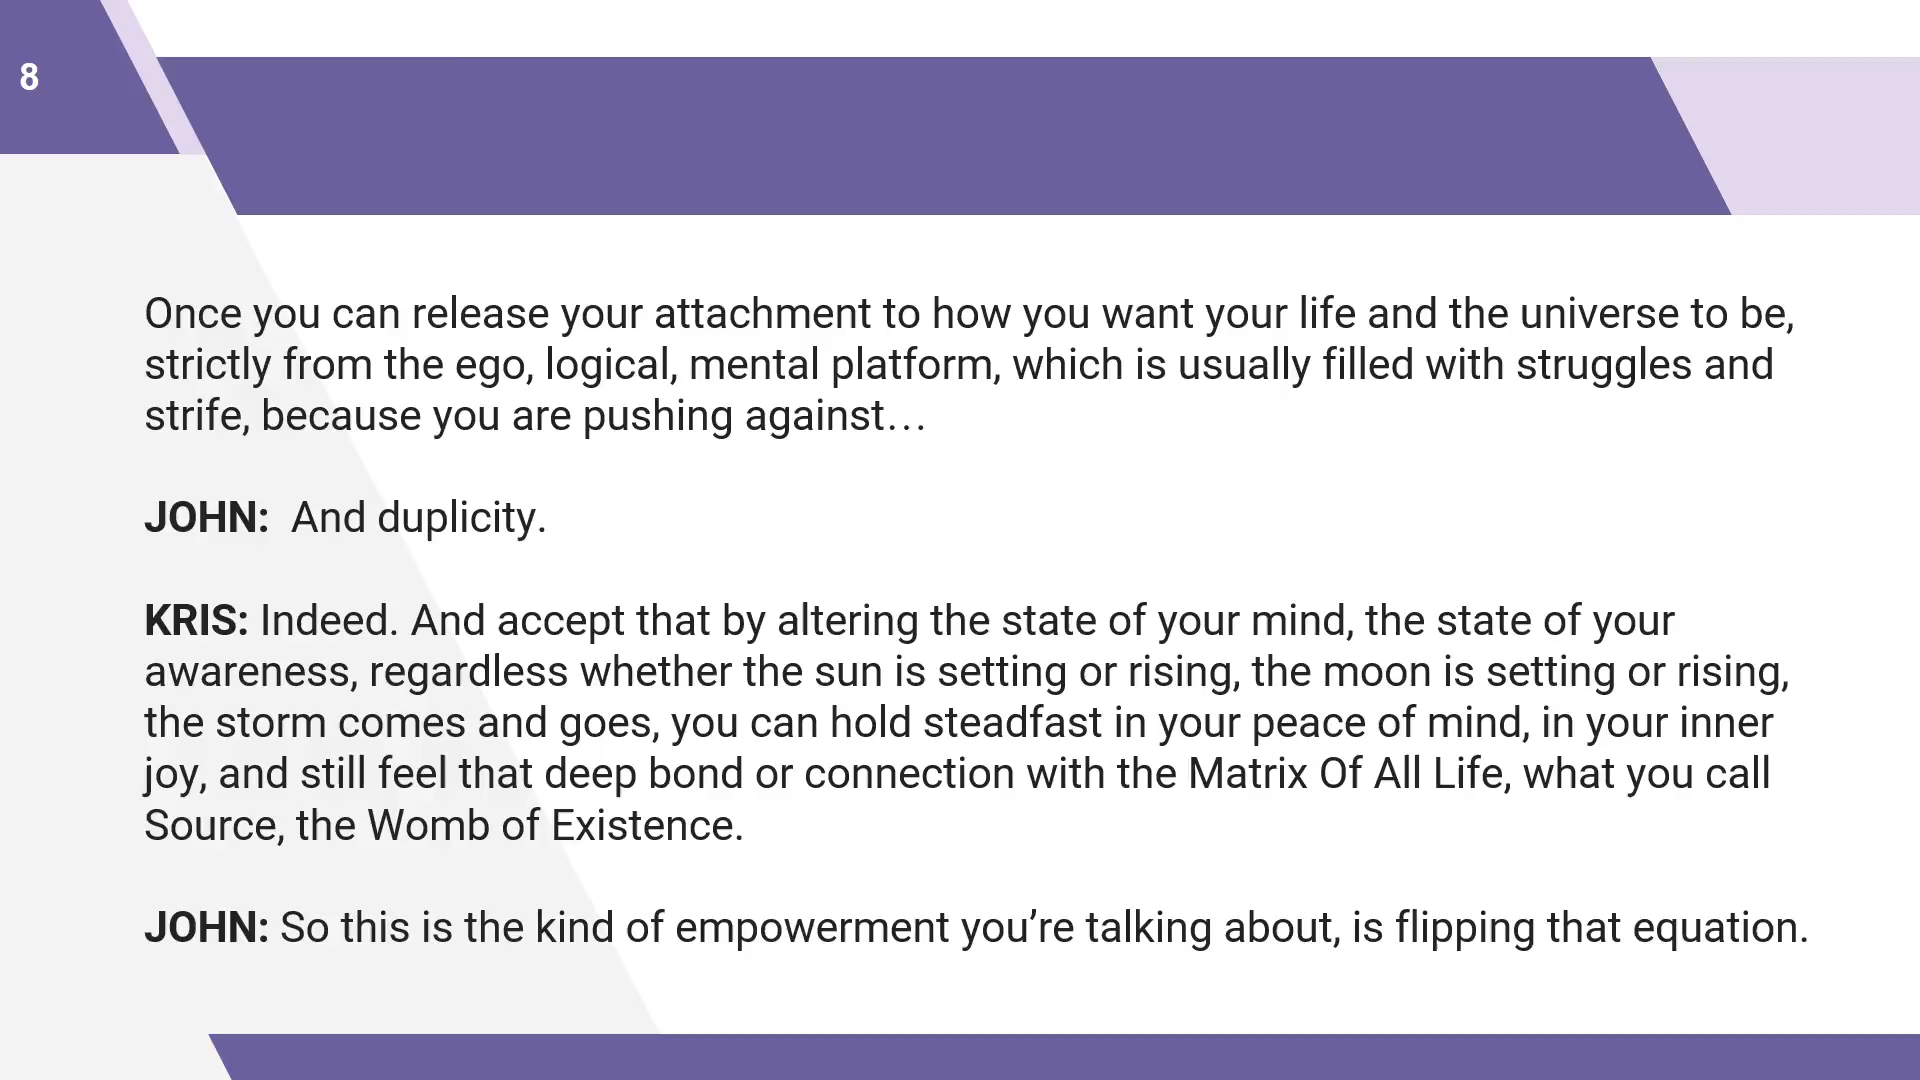 8
Once you can release your attachment to how you want your life and the universe to be,
strictly from the ego, logical, mental platform, which is usually filled with struggles and
strife, because you are pushing against…
JOHN:  And duplicity.
KRIS: Indeed. And accept that by altering the state of your mind, the state of your
awareness, regardless whether the sun is setting or rising, the moon is setting or rising,
the storm comes and goes, you can hold steadfast in your peace of mind, in your inner
joy, and still feel that deep bond or connection with the Matrix Of All Life, what you call
Source, the Womb of Existence.
JOHN: So this is the kind of empowerment you’re talking about, is flipping that equation.